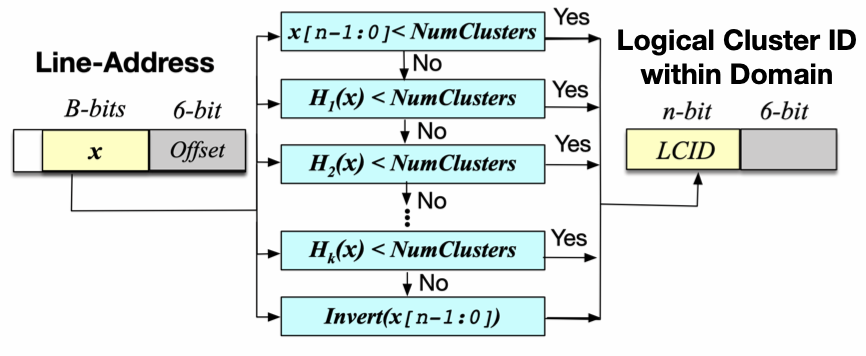 Line-Address
B-bits 6-bit
x Offset
x[n-1:0]< NumClusters
Yes
No
H1(x) < NumClusters
Yes
No
H2(x) < NumClusters
Yes
No
Hk(x) < NumClusters
Yes
No
Invert(x[n-1:0])
Logical Cluster ID
within Domain
n-bit 6-bit
LCID